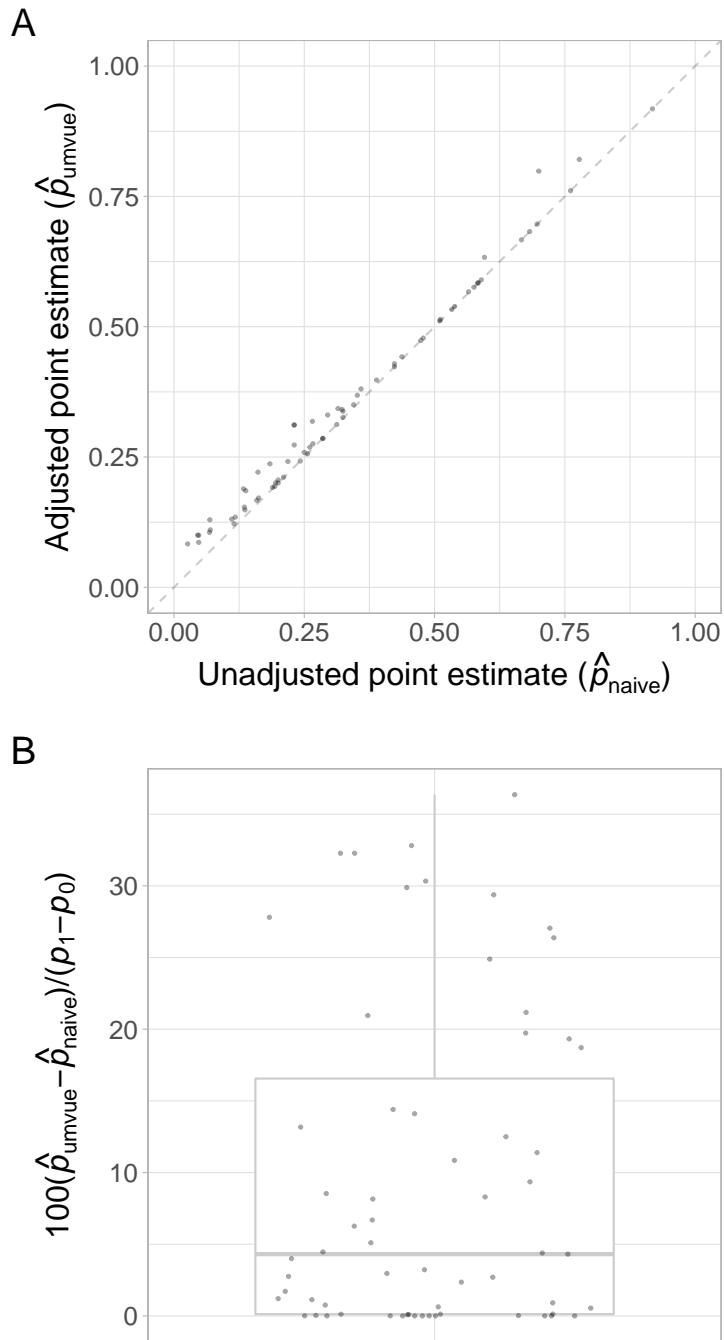 A
1.00
0.75
0.50
0.25
0.00
Adjusted point estimate (p̂umvue)
0.00 0.25 0.50 0.75 1.00
Unadjusted point estimate (p̂naive)
B
30
20
10
0
100(p̂umvue−p̂naive)/(p1−p0)